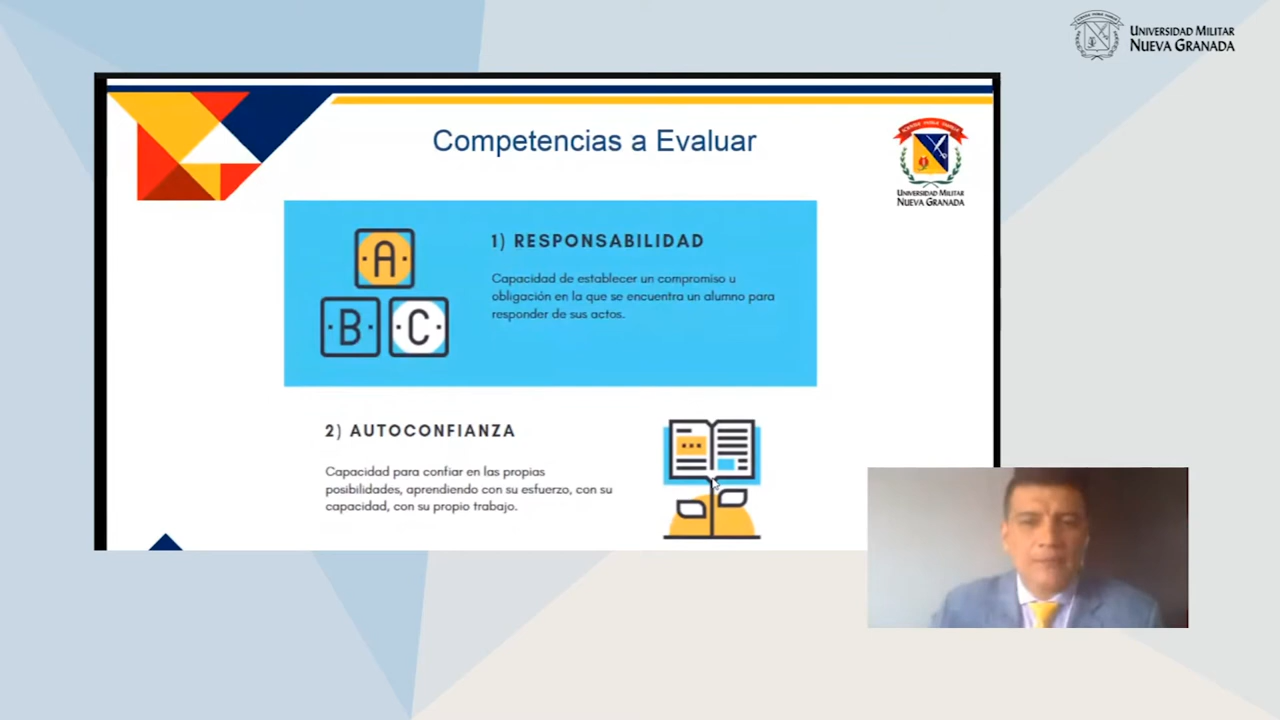 UNIVERSIDAD MILITAR
NUEVA GRANADA
Competencias a Evaluar
UNIVERSIDAD MILITAR
NUEVA GRANADA
A
B C
1) RESPONSABILIDAD
Capacidad de establecer un compromiso u
obligación en la que se encuentra un alumno para
responder de sus actos.
2) AUTOCONFIANZA
Capacidad para confiar en las propias
posibilidades, aprendiendo con su esfuerzo, con su
capacidad, con su propio trabajo.